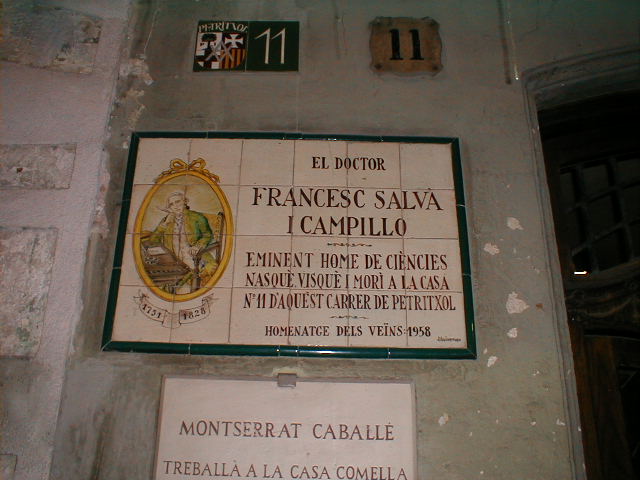 PETRITXOL
11
11
EL DOCTOR
FRANCESC SALVÀ
I CAMPILLO
EMINENT HOME DE CIÈNCIES
NASQUÈ, VISQUÈ I MORÌ A LA CASA
Nº 11 D'AQUEST CARRER DE PETRITXOL
1751 1828
HOMENATGE DELS VEÏNS: 1958
MONTSERRAT CABALLÉ
TREBALLÀ A LA CASA COMELLA